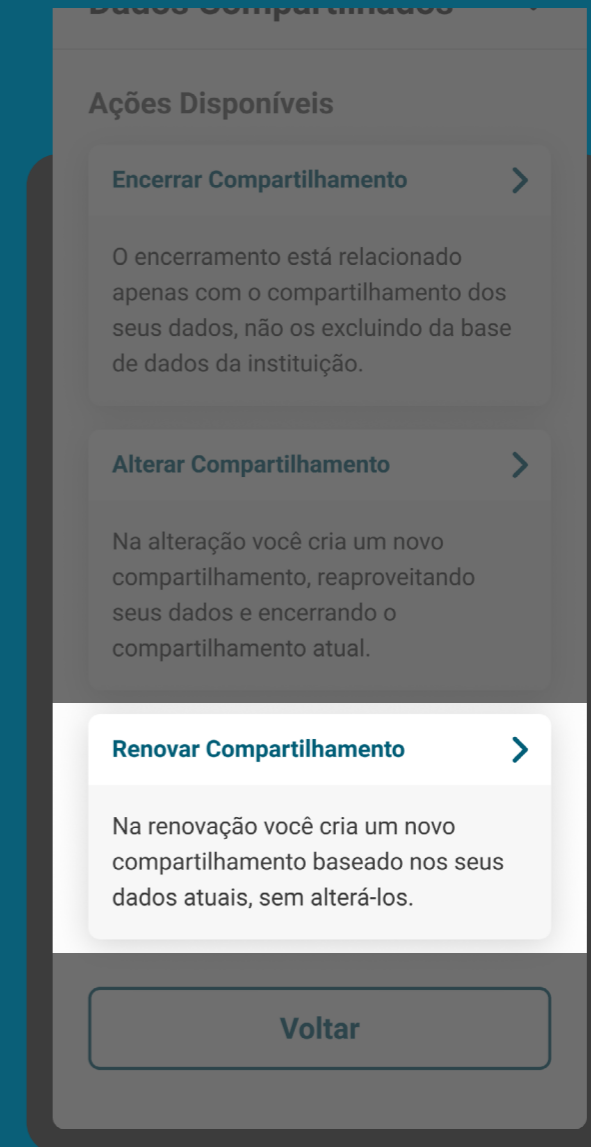 Dados Compartilhados
Ações Disponíveis
Encerrar Compartilhamento
O encerramento está relacionado
apenas com o compartilhamento dos
seus dados, não os excluindo da base
de dados da instituição.
Alterar Compartilhamento
Na alteração você cria um novo
compartilhamento, reaproveitando
seus dados e encerrando o
compartilhamento atual.
Renovar Compartilhamento
Na renovação você cria um novo
compartilhamento baseado nos seus
dados atuais, sem alterá-los.
Voltar